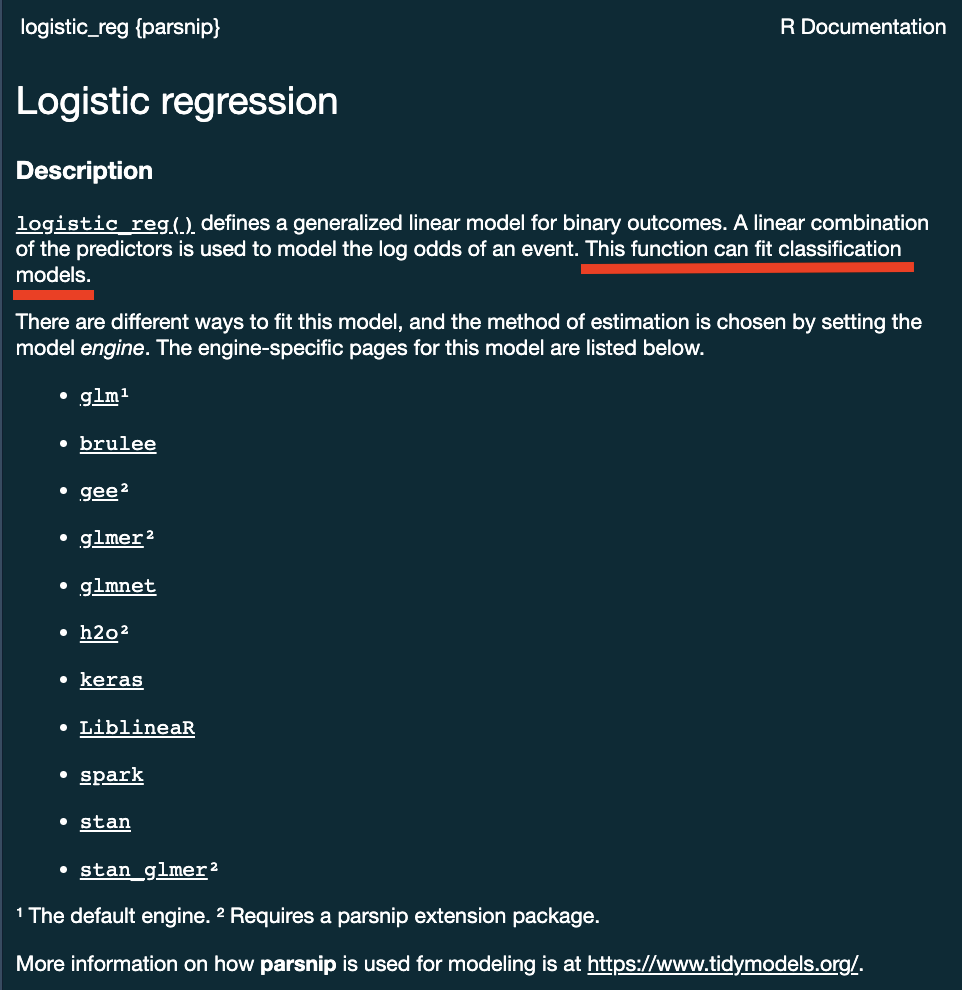 logistic_reg {parsnip} R Documentation
Logistic regression
Description
logistic_reg() defines a generalized linear model for binary outcomes. A linear combination
of the predictors is used to model the log odds of an event. This function can fit classification
models.
There are different ways to fit this model, and the method of estimation is chosen by setting the
model engine. The engine-specific pages for this model are listed below.
• glm¹
• brulee
• gee²
• glmer²
• glmnet
• h2o²
• keras
• LiblineaR
• spark
• stan
• stan_glmer²
¹ The default engine. ² Requires a parsnip extension package.
More information on how parsnip is used for modeling is at https://www.tidymodels.org/.